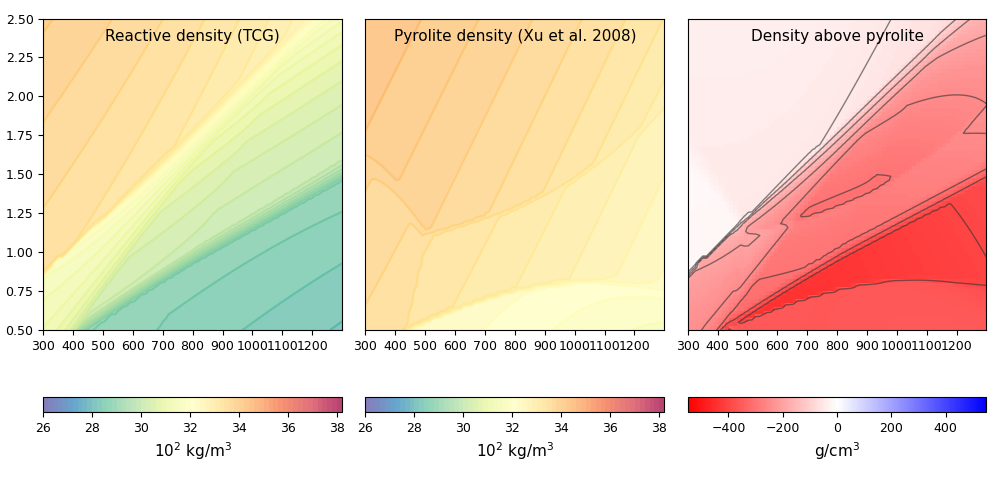 Reactive density (TCG)
Pyrolite density (Xu et al. 2008)
Density above pyrolite
2.50
2.25
2.00
1.75
1.50
1.25
1.00
0.75
0.50
300 400 500 600 700 800 900 1000 1100 1200
300 400 500 600 700 800 900 1000 1100 1200
300 400 500 600 700 800 900 1000 1100 1200
26 28 30 32 34 36 38
26 28 30 32 34 36 38
−400 −200 0 200 400
10² kg/m³
10² kg/m³
g/cm³